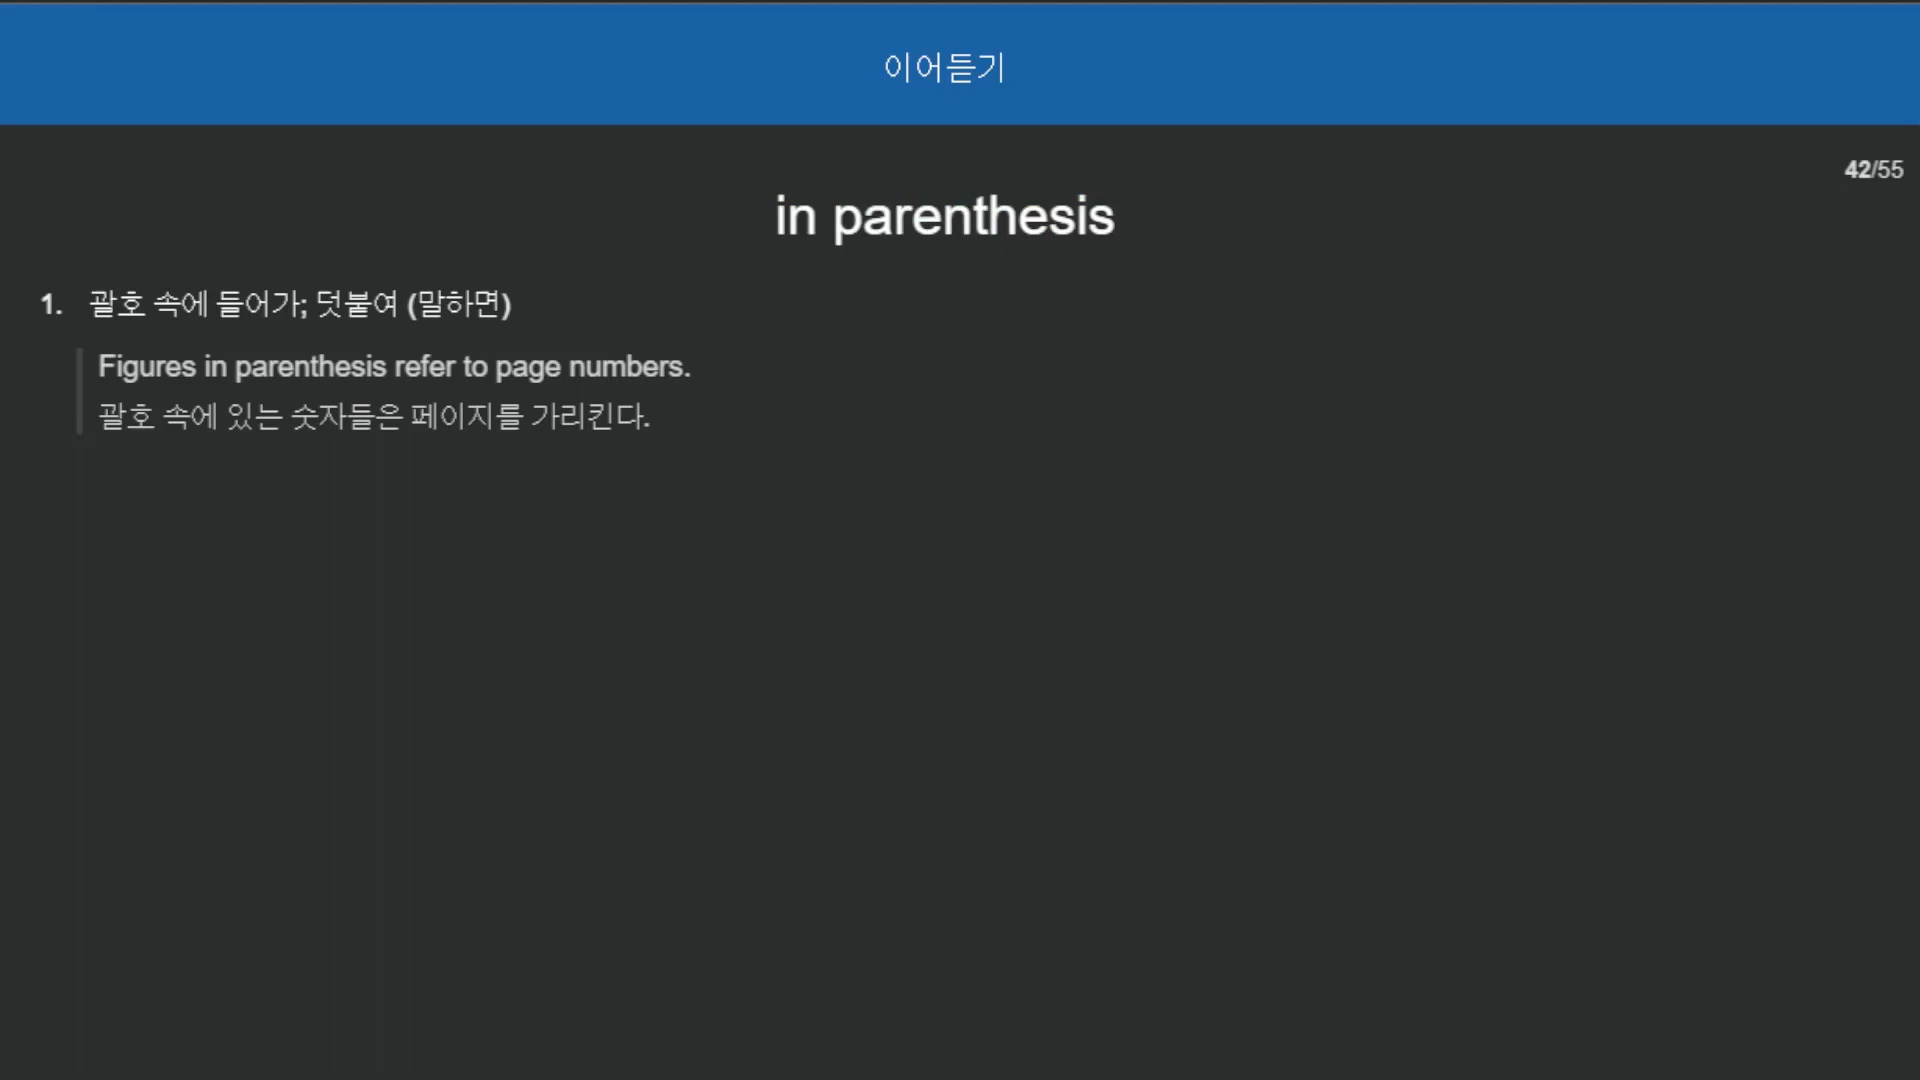 이어듣기
42/55
in parenthesis
1. 괄호 속에 들어가; 덧붙여 (말하면)
Figures in parenthesis refer to page numbers.
괄호 속에 있는 숫자들은 페이지를 가리킨다.